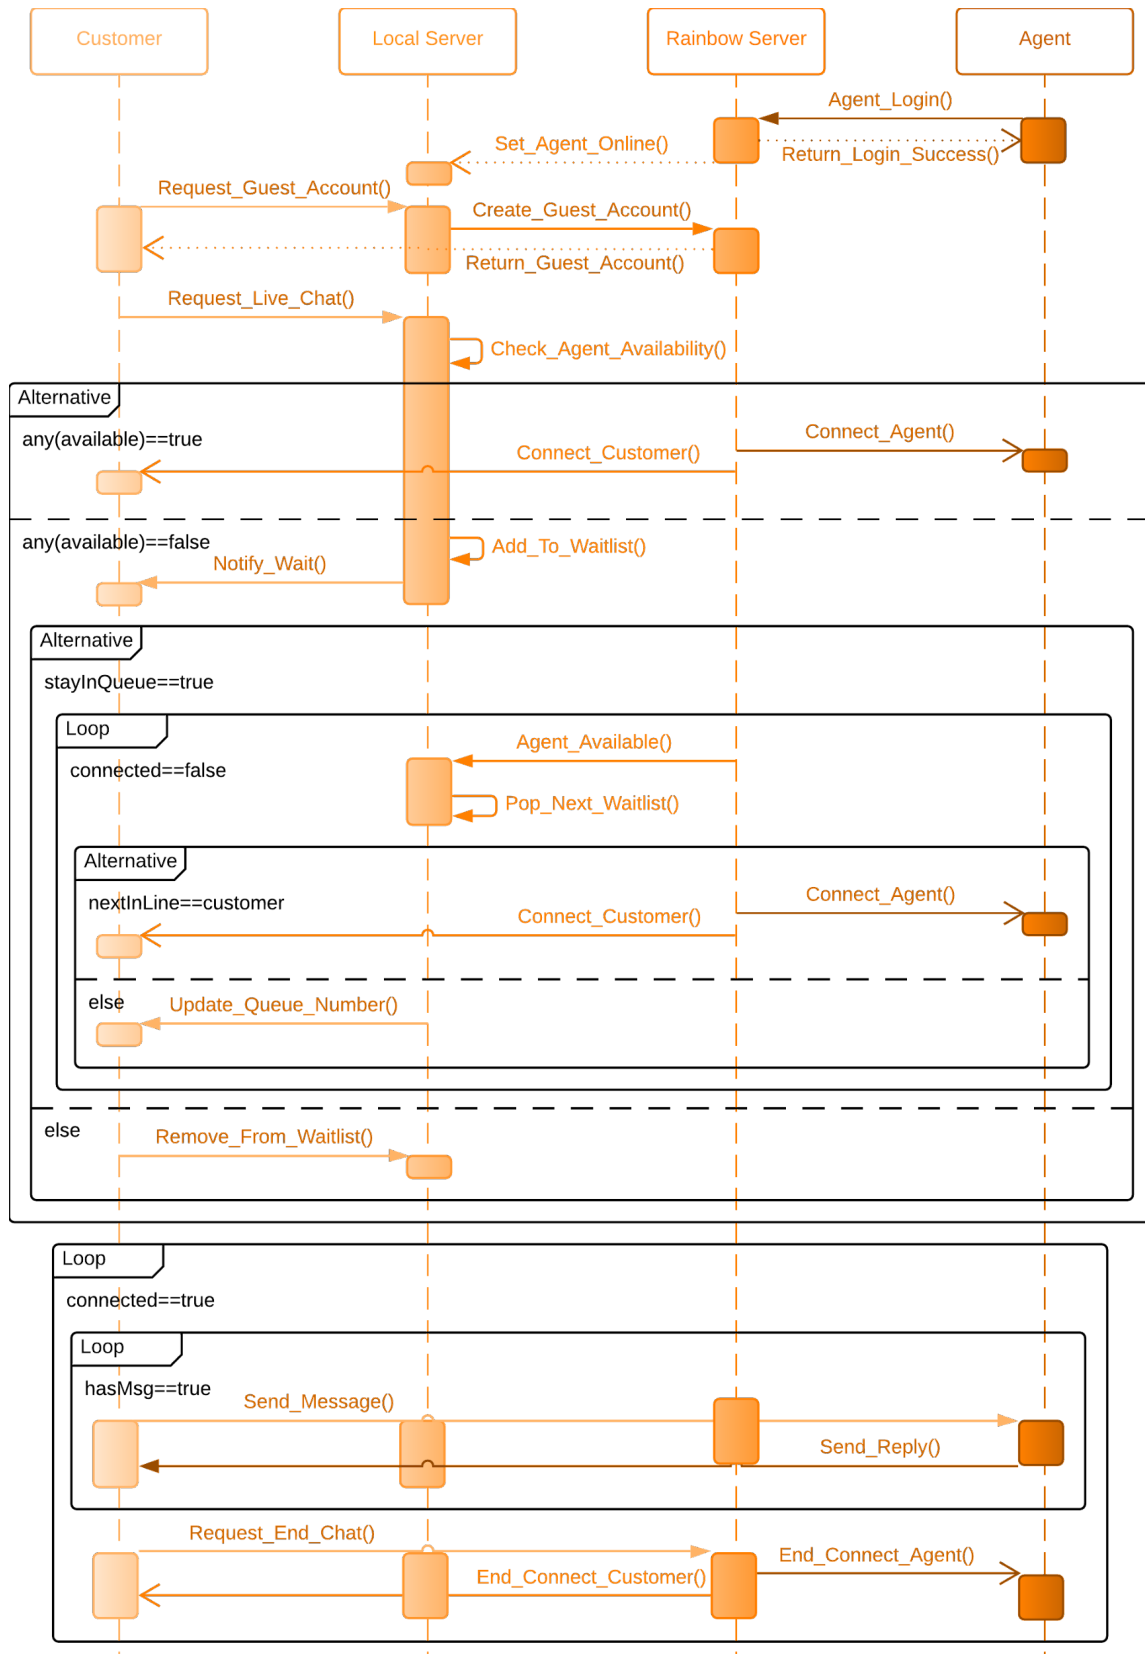 Customer
Local Server
Rainbow Server
Agent
Agent_Login()
Set_Agent_Online()
Return_Login_Success()
Request_Guest_Account()
Create_Guest_Account()
Return_Guest_Account()
Request_Live_Chat()
Check_Agent_Availability()
Alternative
any(available)==true
Connect_Agent()
Connect_Customer()
any(available)==false
Add_To_Waitlist()
Notify_Wait()
Alternative
stayInQueue==true
Loop
Agent_Available()
connected==false
Pop_Next_Waitlist()
Alternative
nextInLine==customer
Connect_Agent()
Connect_Customer()
else
Update_Queue_Number()
else
Remove_From_Waitlist()
Loop
connected==true
Loop
hasMsg==true
Send_Message()
Send_Reply()
Request_End_Chat()
End_Connect_Agent()
End_Connect_Customer()